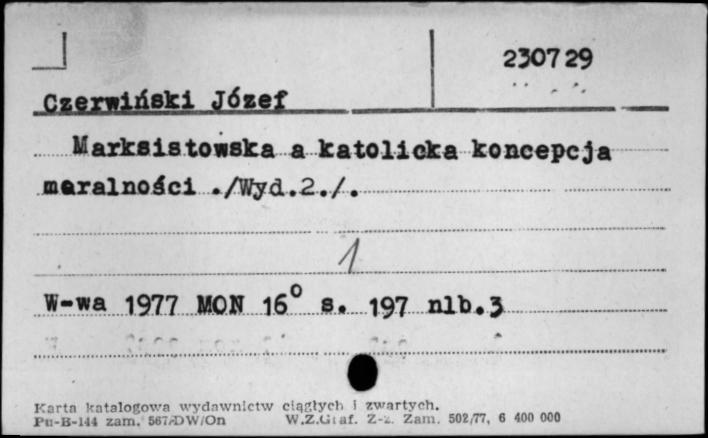 230729
Czerwiński Józef
Marksistowska a katolicka koncepcja
moralności ./Wyd.2./.
1
W-wa 1977 MON 16° s. 197 nlb.3
Karta katalogowa wydawnictw ciągłych i zwartych.
Pu-B-144 zam. 567/DW/On W.Z.Graf. Z-z. Zam. 502/77, 6 400 000